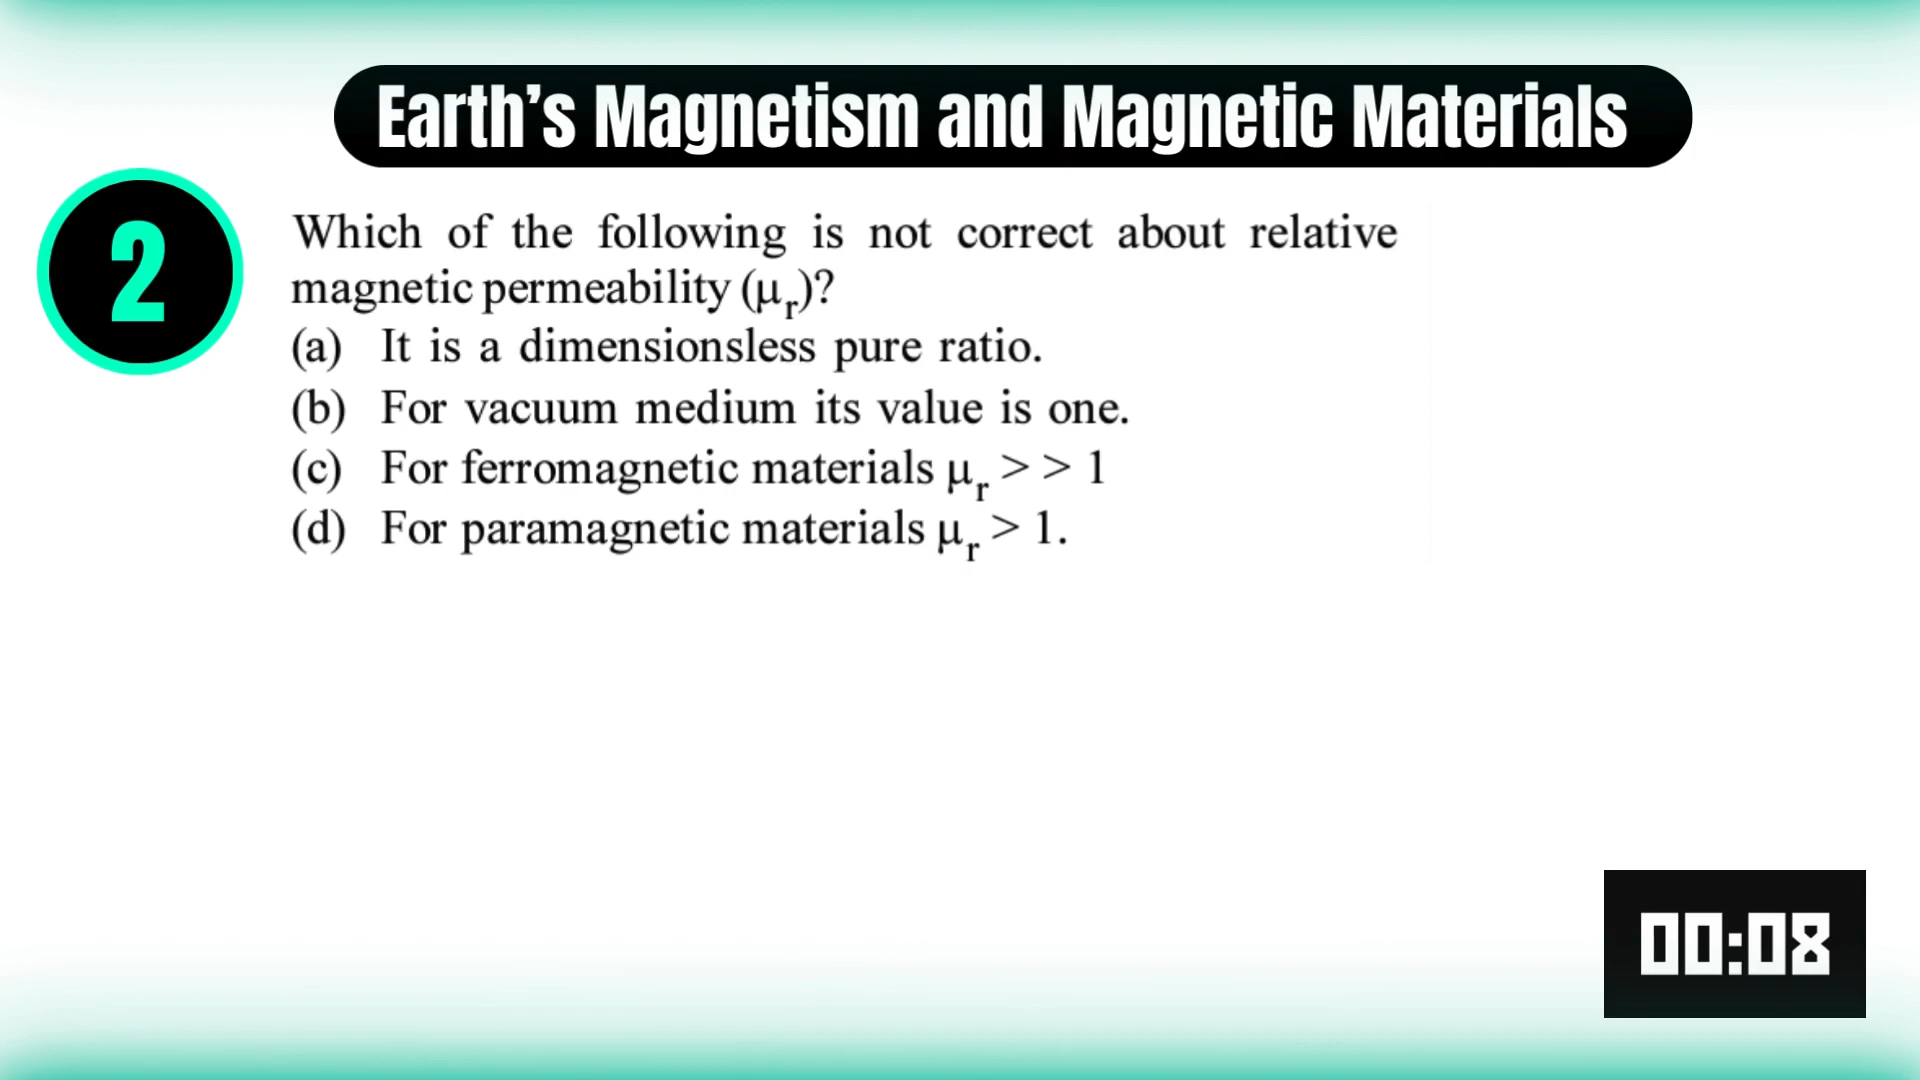 Earth’s Magnetism and Magnetic Materials
2
Which of the following is not correct about relative
magnetic permeability (μr)?
(a) It is a dimensionsless pure ratio.
(b) For vacuum medium its value is one.
(c) For ferromagnetic materials μr > > 1
(d) For paramagnetic materials μr > 1.
00:08